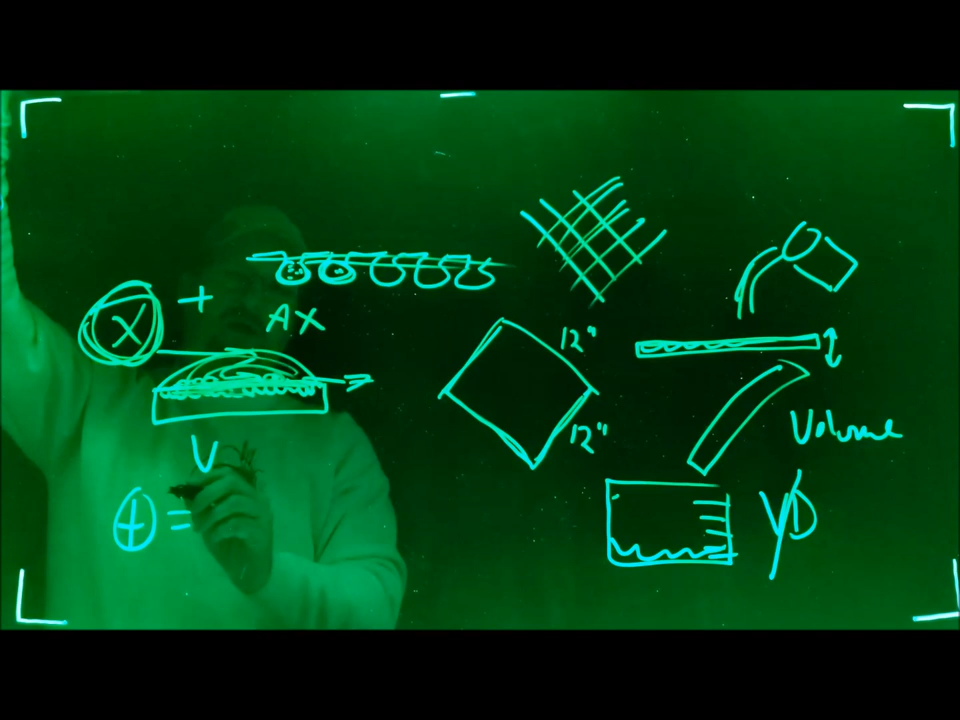 X
+
AX
12"
12"
Volume
V
+ =